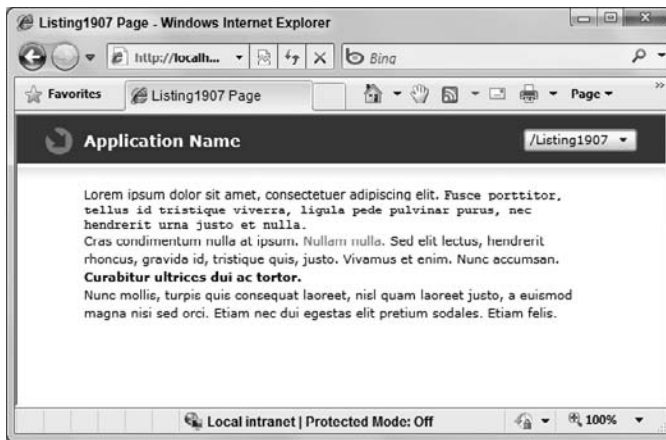 Listing1907 Page - Windows Internet Explorer
http://localh...
Bing
Favorites
Listing1907 Page
Page
Application Name
/Listing1907
Lorem ipsum dolor sit amet, consectetuer adipiscing elit. Fusce porttitor,
tellus id tristique viverra, ligula pede pulvinar purus, nec
hendrerit urna justo et nulla.
Cras condimentum nulla at ipsum. Nullam nulla. Sed elit lectus, hendrerit
rhoncus, gravida id, tristique quis, justo. Vivamus et enim. Nunc accumsan.
Curabitur ultrices dui ac tortor.
Nunc mollis, turpis quis consequat laoreet, nisl quam laoreet justo, a euismod
magna nisi sed orci. Etiam nec dui egestas elit pretium sodales. Etiam felis.
Local intranet | Protected Mode: Off
100%